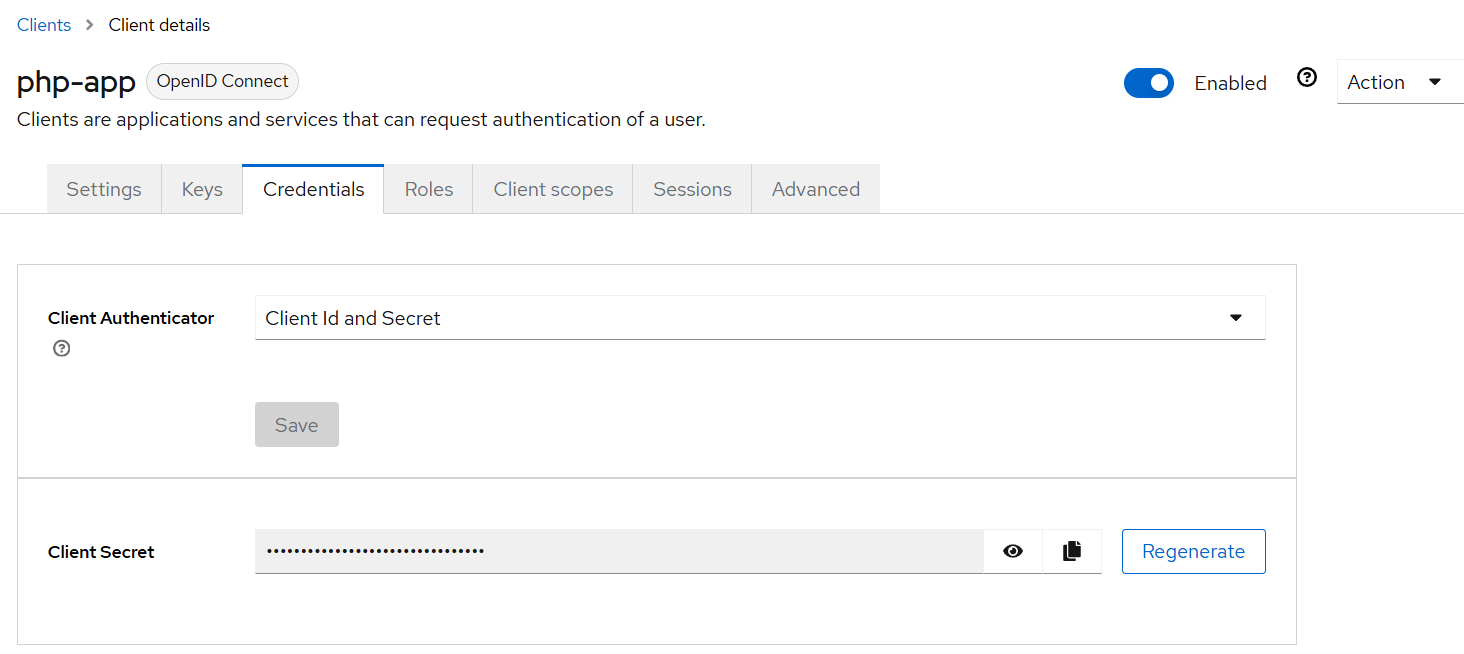 Clients > Client details
php-app OpenID Connect Enabled Action
Clients are applications and services that can request authentication of a user.
Settings Keys Credentials Roles Client scopes Sessions Advanced
Client Authenticator Client Id and Secret
Save
Client Secret •••••••••••••••••••••••••••••••• Regenerate